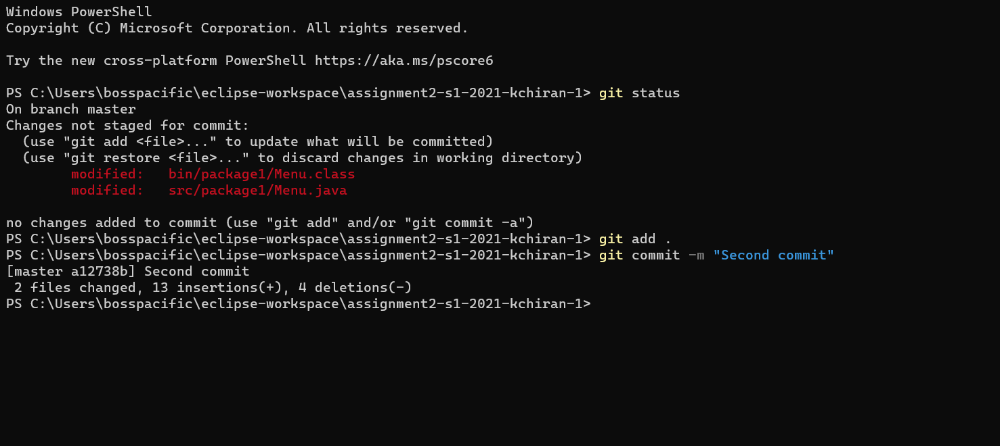 Windows PowerShell
Copyright (C) Microsoft Corporation. All rights reserved.
Try the new cross-platform PowerShell https://aka.ms/pscore6
PS C:\Users\bosspacific\eclipse-workspace\assignment2-s1-2021-kchiran-1> git status
On branch master
Changes not staged for commit:
  (use "git add <file>..." to update what will be committed)
  (use "git restore <file>..." to discard changes in working directory)
        modified:   bin/package1/Menu.class
        modified:   src/package1/Menu.java
no changes added to commit (use "git add" and/or "git commit -a")
PS C:\Users\bosspacific\eclipse-workspace\assignment2-s1-2021-kchiran-1> git add .
PS C:\Users\bosspacific\eclipse-workspace\assignment2-s1-2021-kchiran-1> git commit -m "Second commit"
[master a12738b] Second commit
 2 files changed, 13 insertions(+), 4 deletions(-)
PS C:\Users\bosspacific\eclipse-workspace\assignment2-s1-2021-kchiran-1>